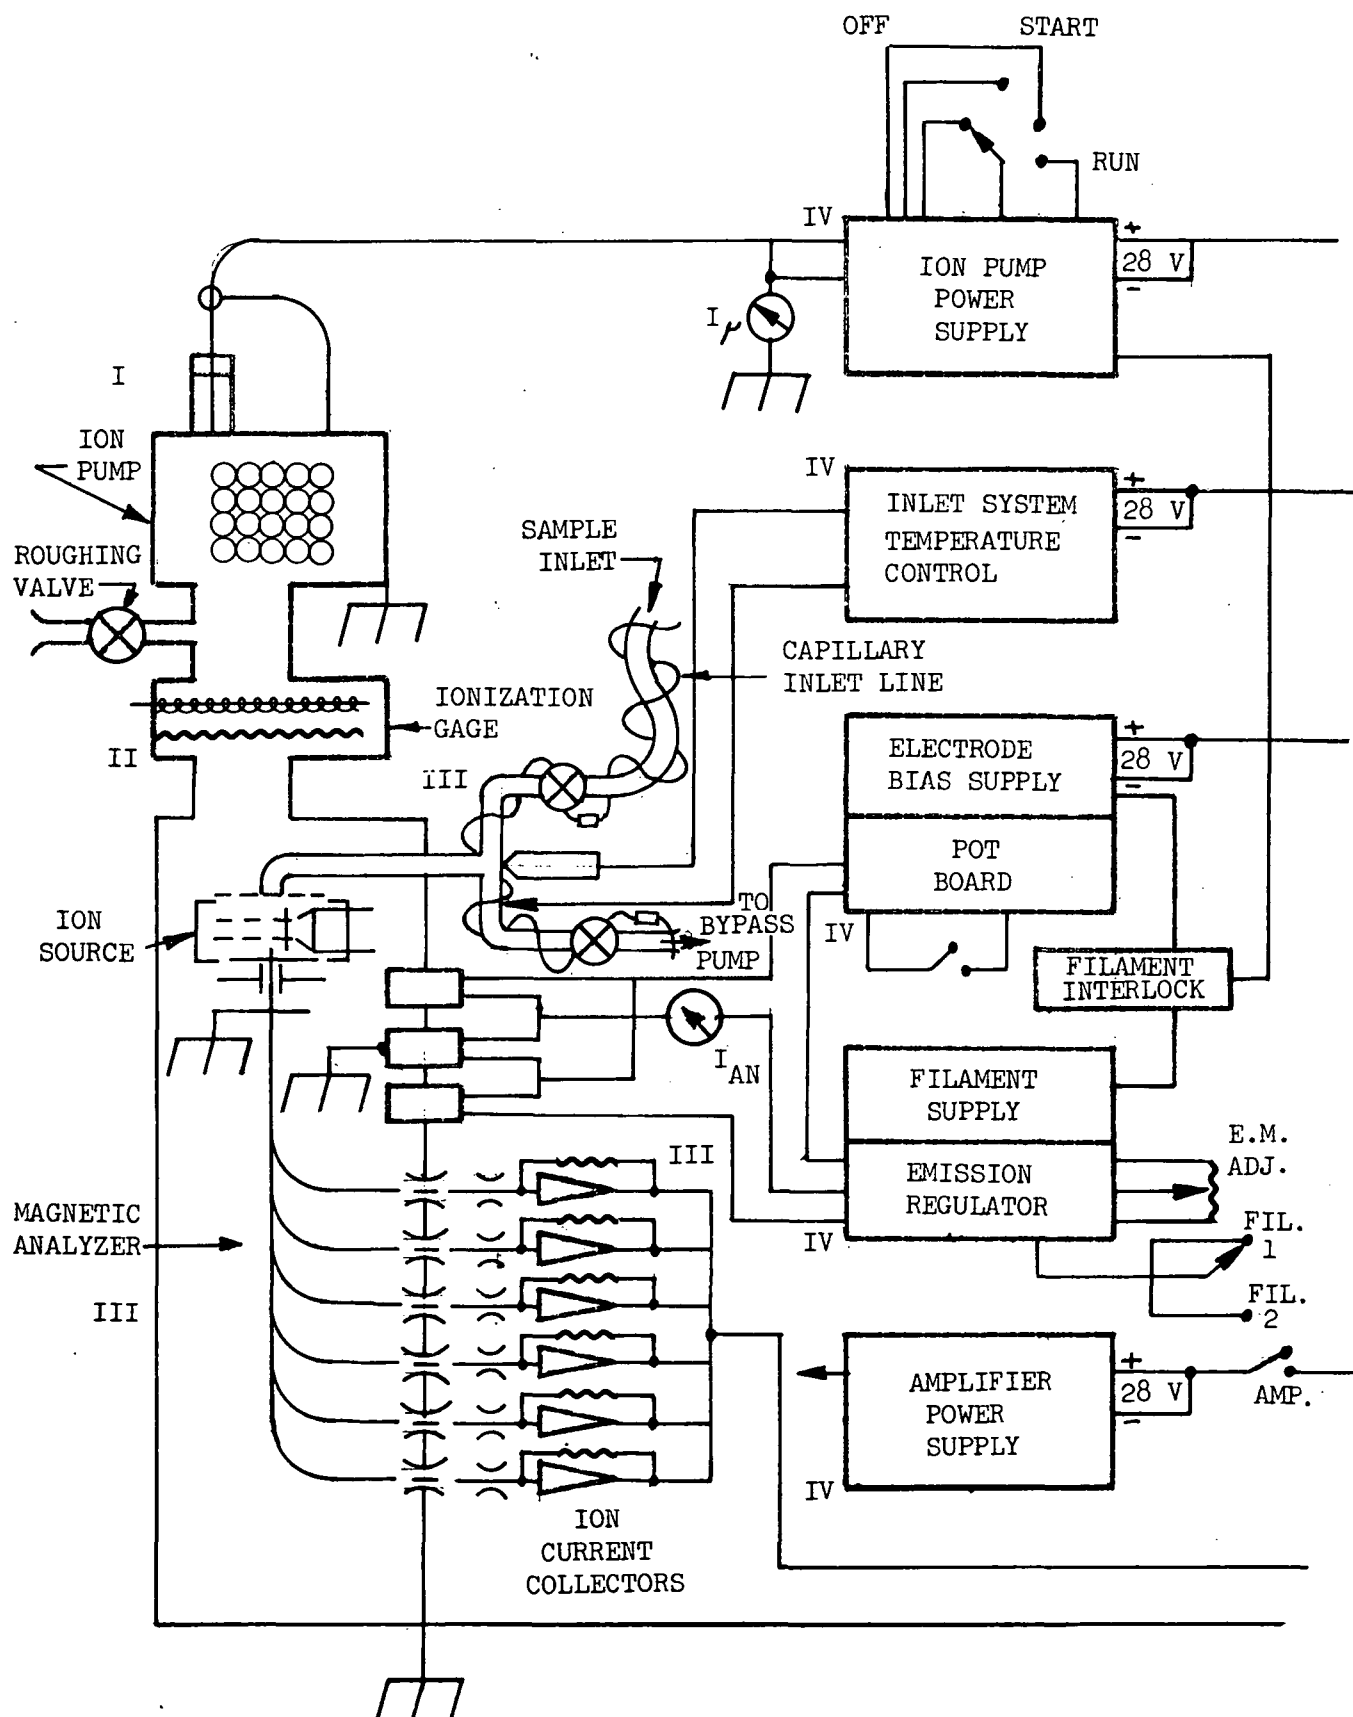 OFF
START
RUN
IV
+
28 V
-
ION PUMP
POWER
SUPPLY
Iμ
I
ION
PUMP
IV
+
28 V
-
INLET SYSTEM
TEMPERATURE
CONTROL
SAMPLE
INLET
ROUGHING
VALVE
CAPILLARY
INLET LINE
IONIZATION
GAGE
II
III
+
28 V
-
ELECTRODE
BIAS SUPPLY
POT
BOARD
IV
TO
BYPASS
PUMP
ION
SOURCE
FILAMENT
INTERLOCK
IAN
FILAMENT
SUPPLY
E.M.
ADJ.
III
EMISSION
REGULATOR
IV
MAGNETIC
ANALYZER
FIL.
1
FIL.
2
III
+
28 V
-
AMP.
AMPLIFIER
POWER
SUPPLY
IV
ION
CURRENT
COLLECTORS